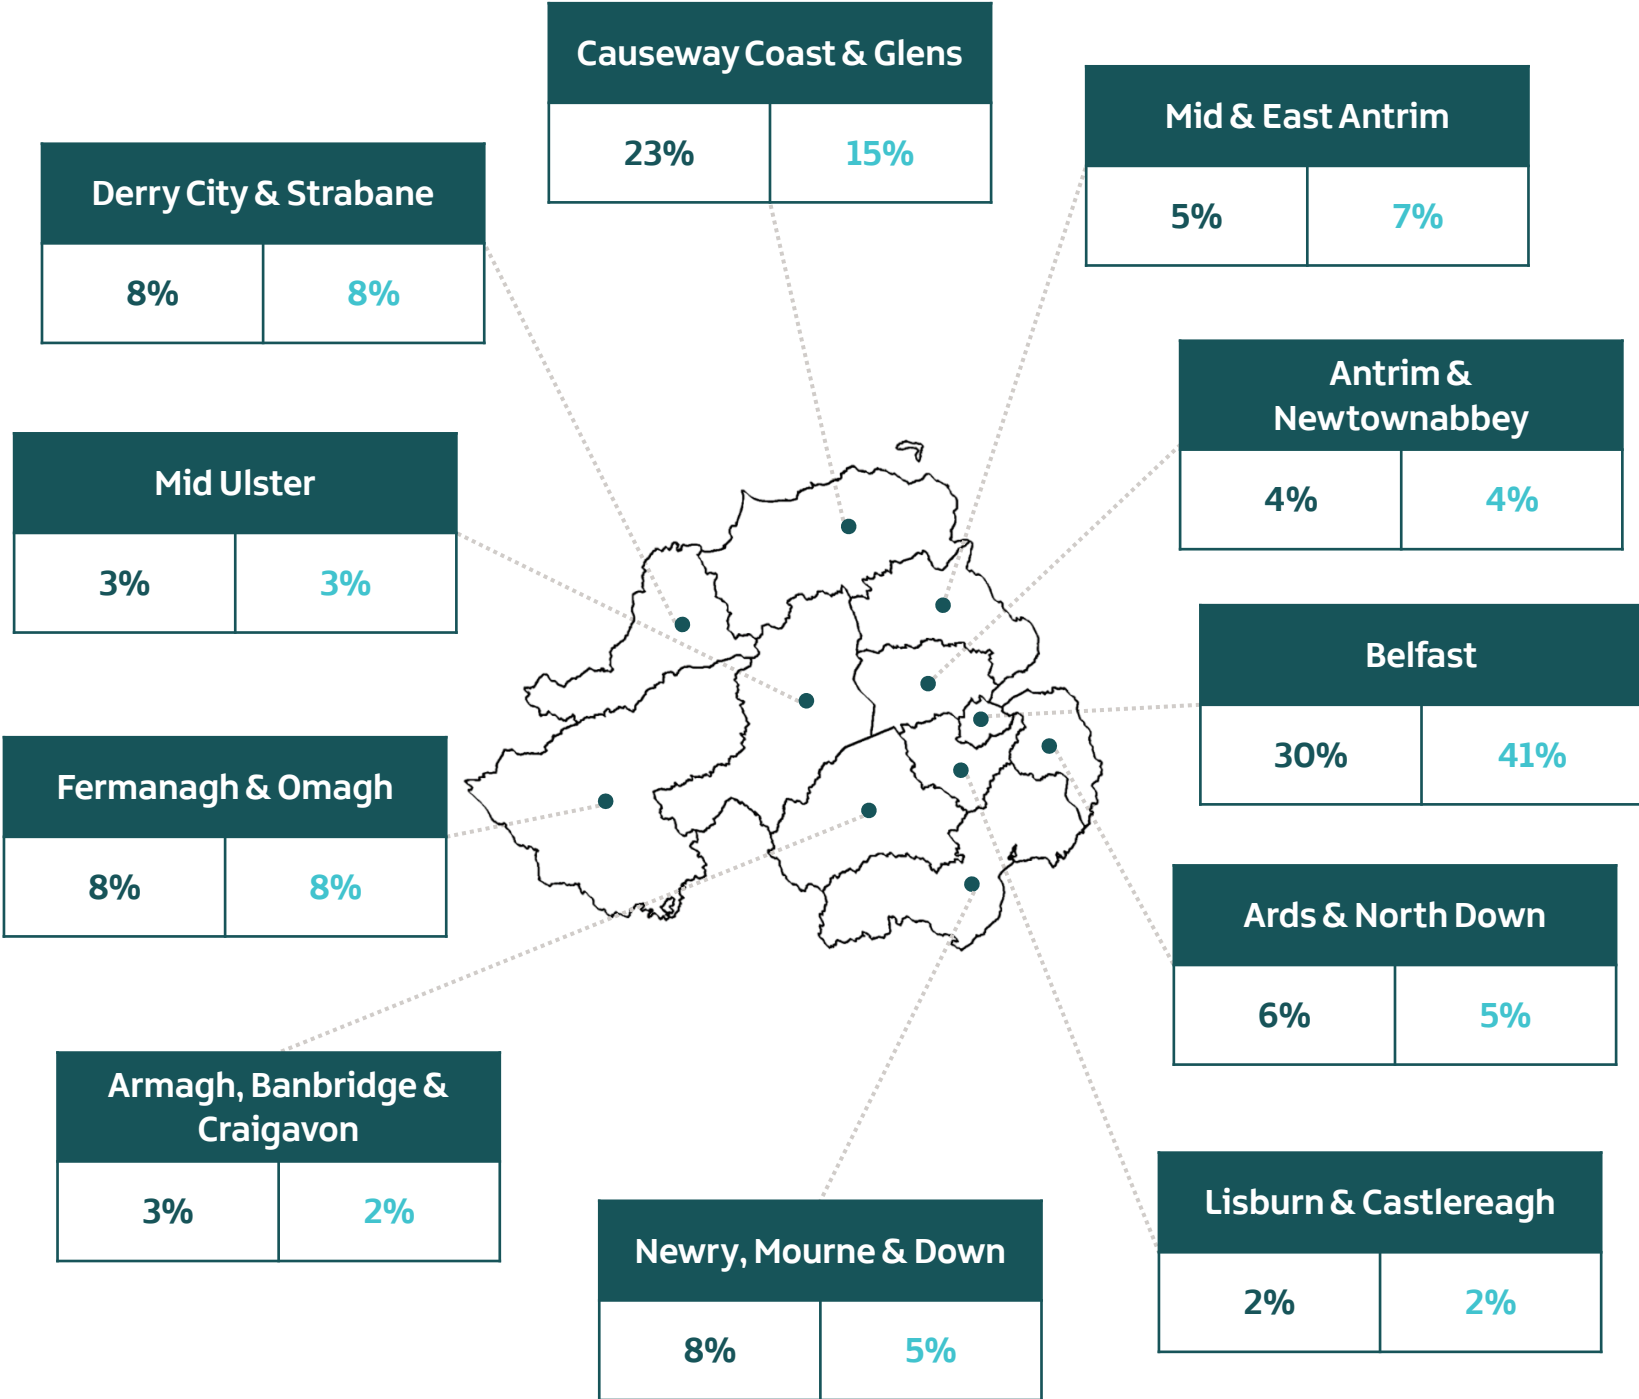 Causeway Coast & Glens
23% 15%
Mid & East Antrim
5% 7%
Derry City & Strabane
8% 8%
Antrim &
Newtownabbey
4% 4%
Mid Ulster
3% 3%
Belfast
30% 41%
Fermanagh & Omagh
8% 8%
Ards & North Down
6% 5%
Armagh, Banbridge &
Craigavon
3% 2%
Lisburn & Castlereagh
2% 2%
Newry, Mourne & Down
8% 5%